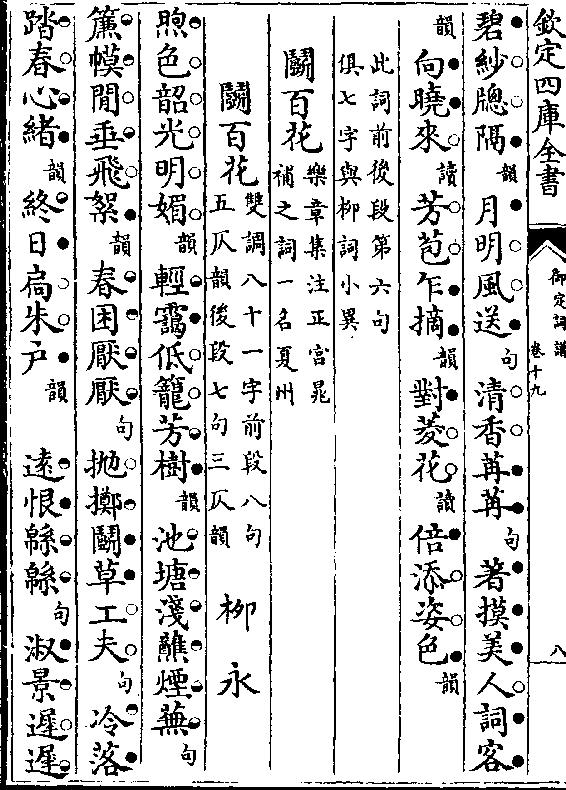 欽定四庫全書
御定詞譜
卷十九
八
碧紗牎隔韻月明風送句清香苒苒句著摸美人詞客
韻向曉來讀芳苞乍摘韻對菱花讀倍添姿色韻
此詞前後段第六句
俱七字與柳詞小異
鬬百花
樂章集注正宮晁
補之詞一名夏州
鬬百花
雙調八十一字前段八句
五仄韻後段七句三仄韻
柳永
煦色韶光明媚韻輕靄低籠芳樹韻池塘淺蘸煙蕪句
簾幙閒垂飛絮韻春困厭厭句抛擲鬬草工夫句冷落
踏春心緒韻終日扃朱户韻遠恨緜緜句淑景遲遲